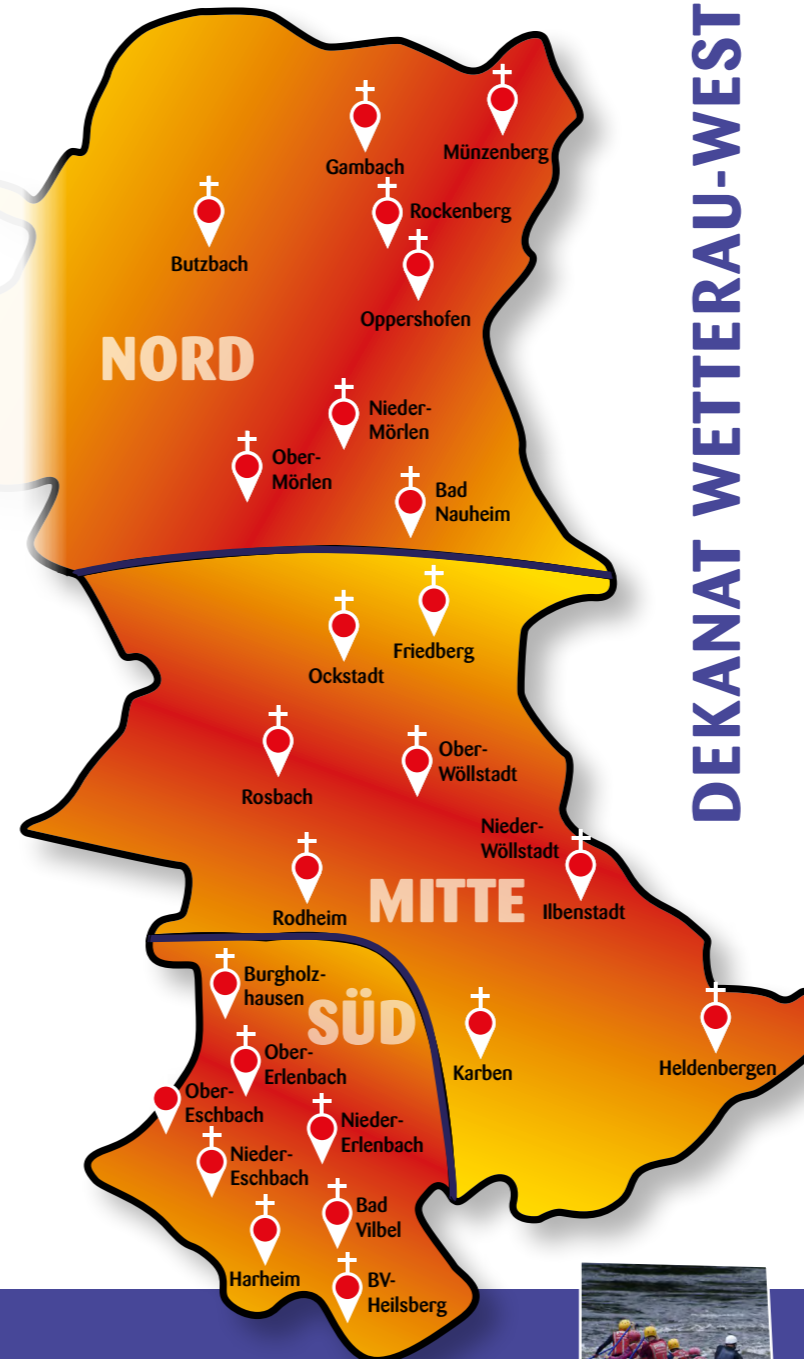 DEKANAT WETTERAU-WEST
Münzenberg
Gambach
Rockenberg
Butzbach
Oppershofen
NORD
Nieder-
Mörlen
Ober-
Mörlen
Bad
Nauheim
Friedberg
Ockstadt
Ober-
Wöllstadt
Rosbach
Nieder-
Wöllstadt
MITTE
Ilbenstadt
Rodheim
Burgholz-
hausen
SÜD
Ober-
Erlenbach
Karben
Heldenbergen
Ober-
Eschbach
Nieder-
Erlenbach
Nieder-
Eschbach
Bad
Vilbel
Harheim
BV-
Heilsberg